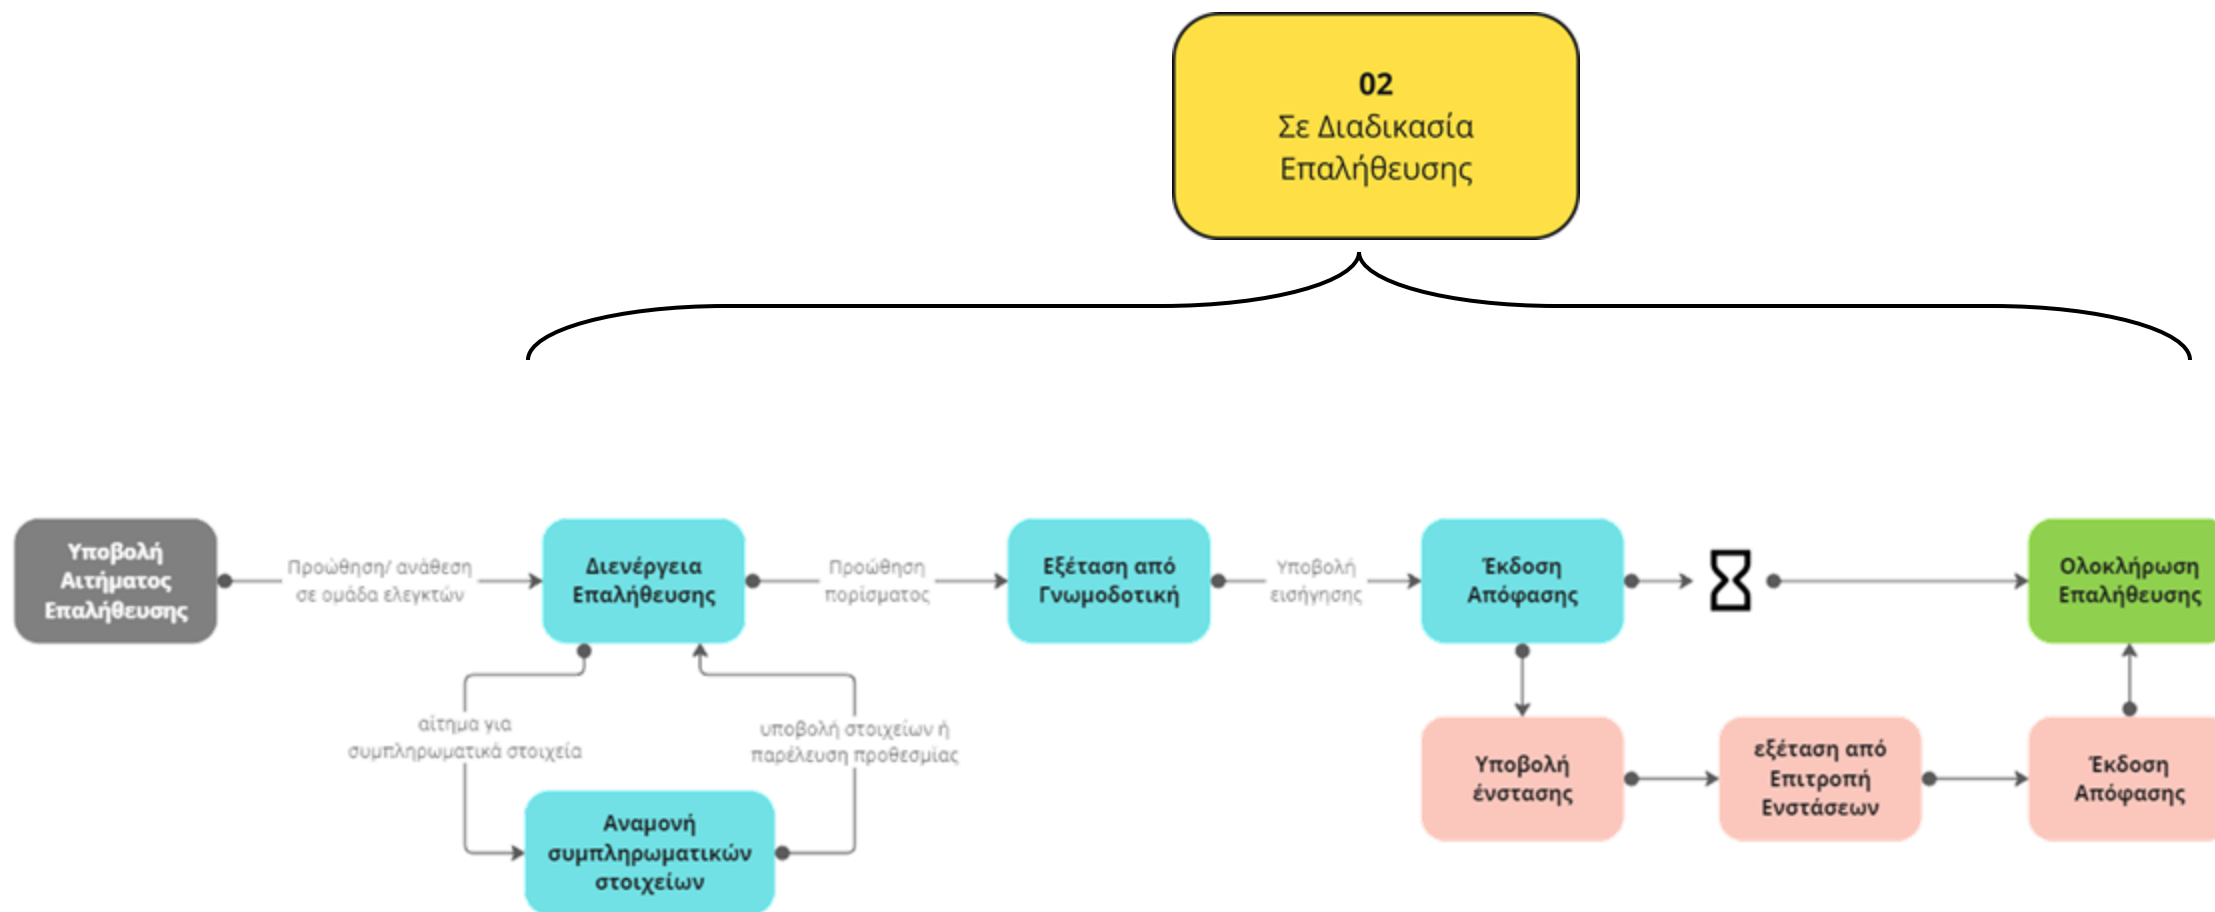 02
Σε Διαδικασία
Επαλήθευσης
Υποβολή
Αιτήματος
Επαλήθευσης
Προώθηση/ ανάθεση
σε ομάδα ελεγκτών
Διενέργεια
Επαλήθευσης
Προώθηση
πορίσματος
Εξέταση από
Γνωμοδοτική
Υποβολή
εισήγησης
Έκδοση
Απόφασης
Ολοκλήρωση
Επαλήθευσης
αίτημα για
συμπληρωματικά στοιχεία
υποβολή στοιχείων ή
παρέλευση προθεσμίας
Αναμονή
συμπληρωματικών
στοιχείων
Υποβολή
ένστασης
εξέταση από
Επιτροπή
Ενστάσεων
Έκδοση
Απόφασης